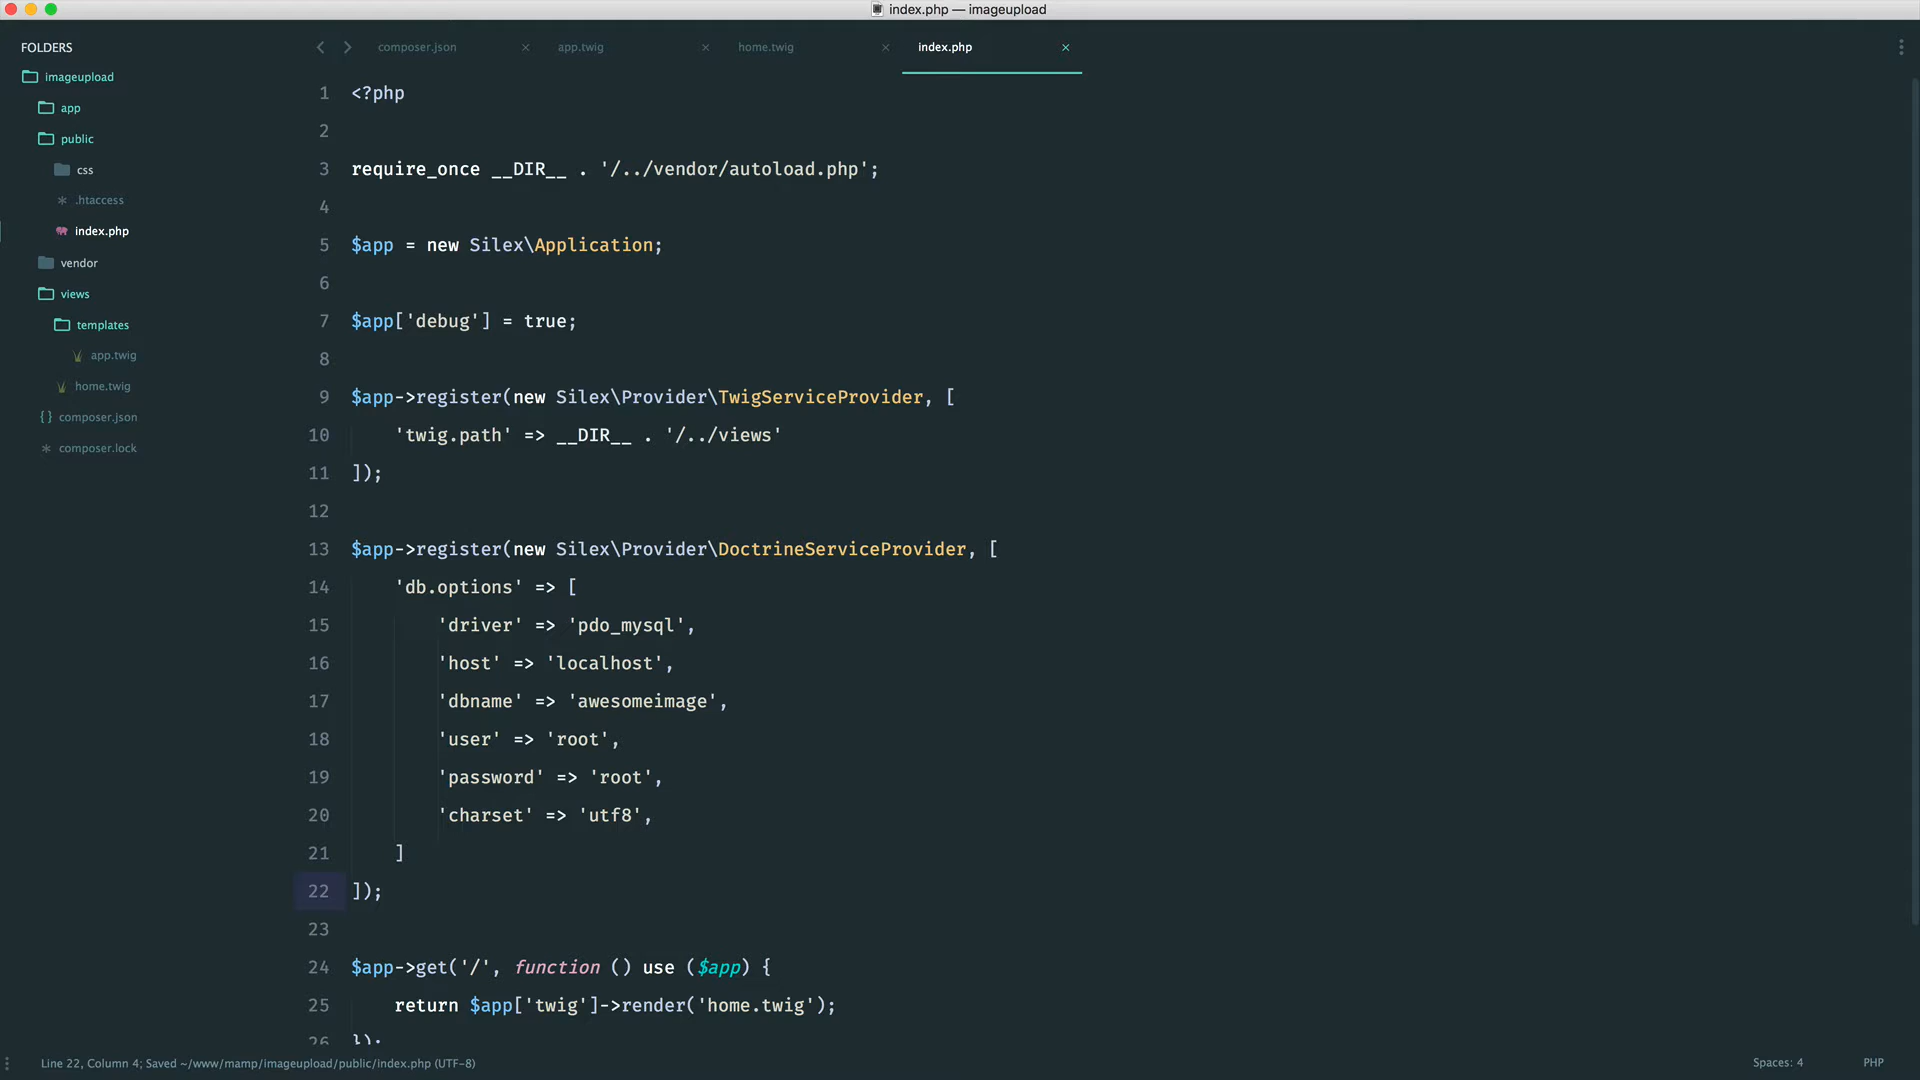 index.php — imageupload
FOLDERS
imageupload
app
public
css
.htaccess
index.php
vendor
views
templates
app.twig
home.twig
composer.json
composer.lock
composer.json
app.twig
home.twig
index.php
1 <?php
2
3 require_once __DIR__ . '/../vendor/autoload.php';
4
5 $app = new Silex\Application;
6
7 $app['debug'] = true;
8
9 $app->register(new Silex\Provider\TwigServiceProvider, [
10 'twig.path' => __DIR__ . '/../views'
11 ]);
12
13 $app->register(new Silex\Provider\DoctrineServiceProvider, [
14 'db.options' => [
15 'driver' => 'pdo_mysql',
16 'host' => 'localhost',
17 'dbname' => 'awesomeimage',
18 'user' => 'root',
19 'password' => 'root',
20 'charset' => 'utf8',
21 ]
22 ]);
23
24 $app->get('/', function () use ($app) {
25 return $app['twig']->render('home.twig');
26 });
Line 22, Column 4; Saved ~/www/mamp/imageupload/public/index.php (UTF-8)
Spaces: 4
PHP